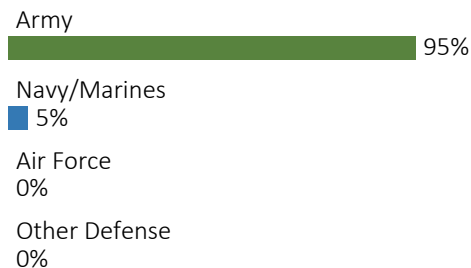 Army
95%
Navy/Marines
5%
Air Force
0%
Other Defense
0%